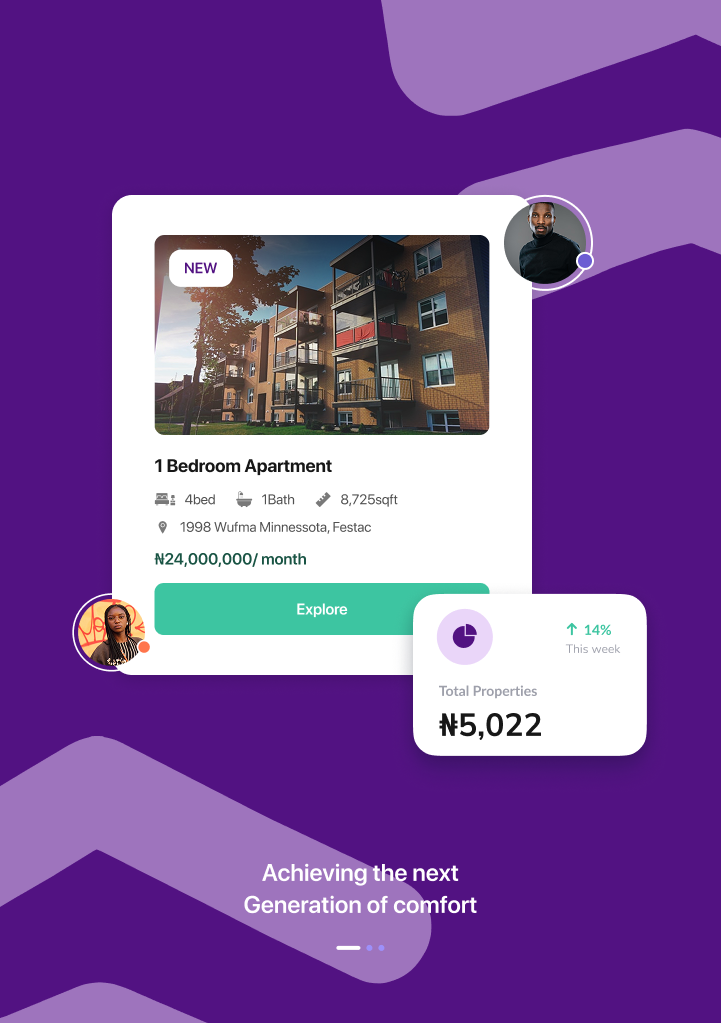 NEW
1 Bedroom Apartment
4bed 1Bath 8,725sqft
1998 Wufma Minnessota, Festac
₦24,000,000/ month
Explore
14%
This week
Total Properties
₦5,022
Achieving the next
Generation of comfort